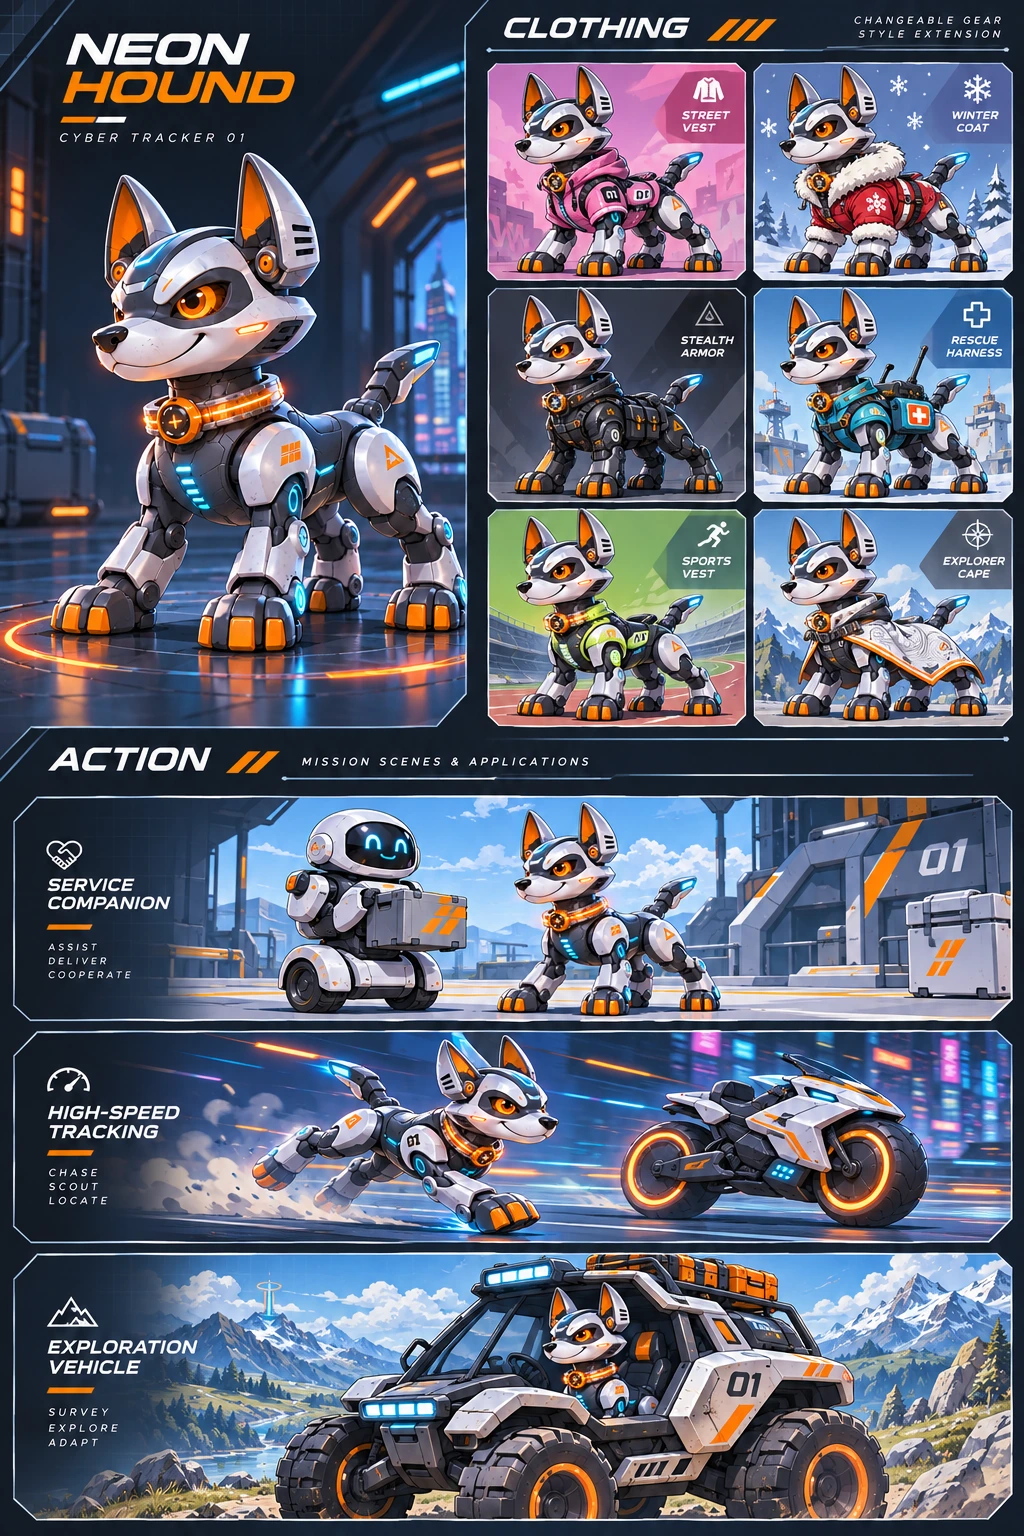 NEON
HOUND
CYBER TRACKER 01
CLOTHING
CHANGEABLE GEAR
STYLE EXTENSION
STREET
VEST
01
WINTER
COAT
STEALTH
ARMOR
RESCUE
HARNESS
SPORTS
VEST
EXPLORER
CAPE
ACTION
MISSION SCENES & APPLICATIONS
SERVICE
COMPANION
ASSIST
DELIVER
COOPERATE
01
HIGH-SPEED
TRACKING
CHASE
SCOUT
LOCATE
01
EXPLORATION
VEHICLE
SURVEY
EXPLORE
ADAPT
01